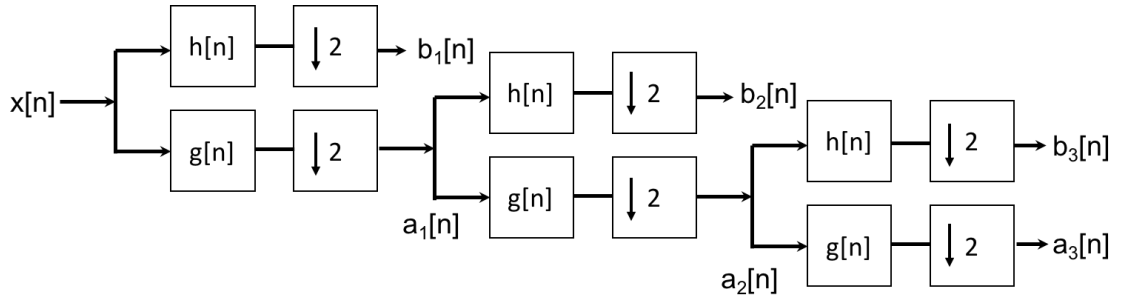 x[n]
h[n]
↓ 2
b₁[n]
g[n]
↓ 2
a₁[n]
h[n]
↓ 2
b₂[n]
g[n]
↓ 2
a₂[n]
h[n]
↓ 2
b₃[n]
g[n]
↓ 2
a₃[n]